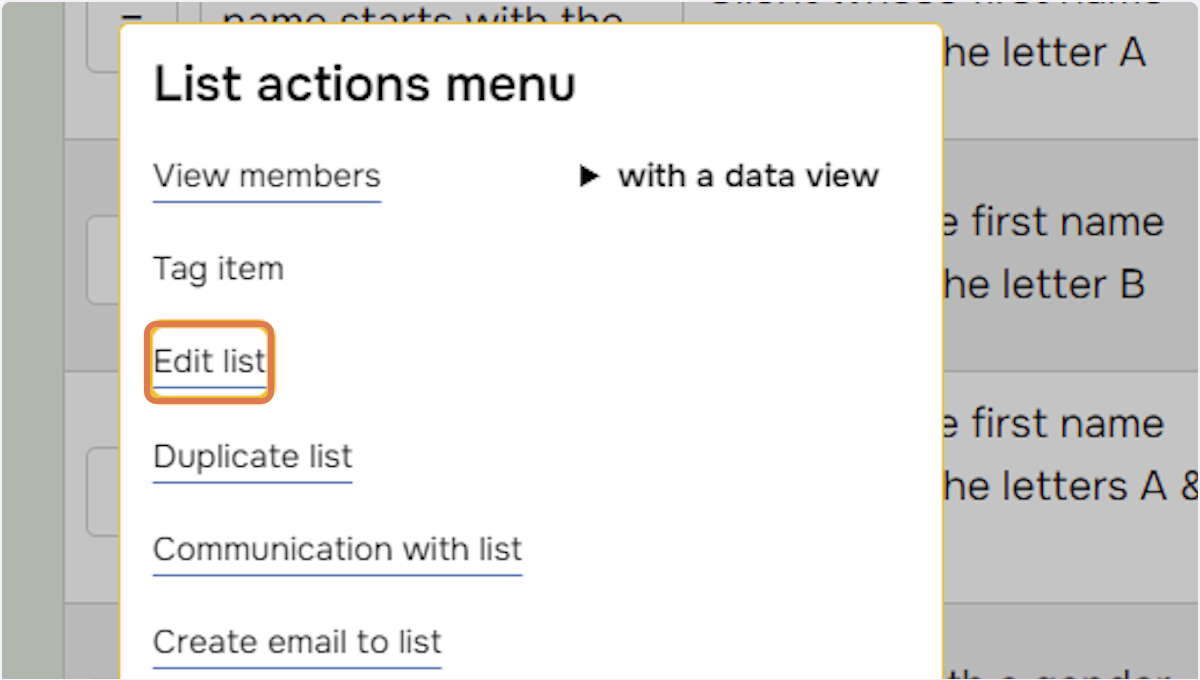 name starts with the
he letter A
List actions menu
View members
▶ with a data view
e first name
he letter B
Tag item
Edit list
e first name
he letters A &
Duplicate list
Communication with list
Create email to list